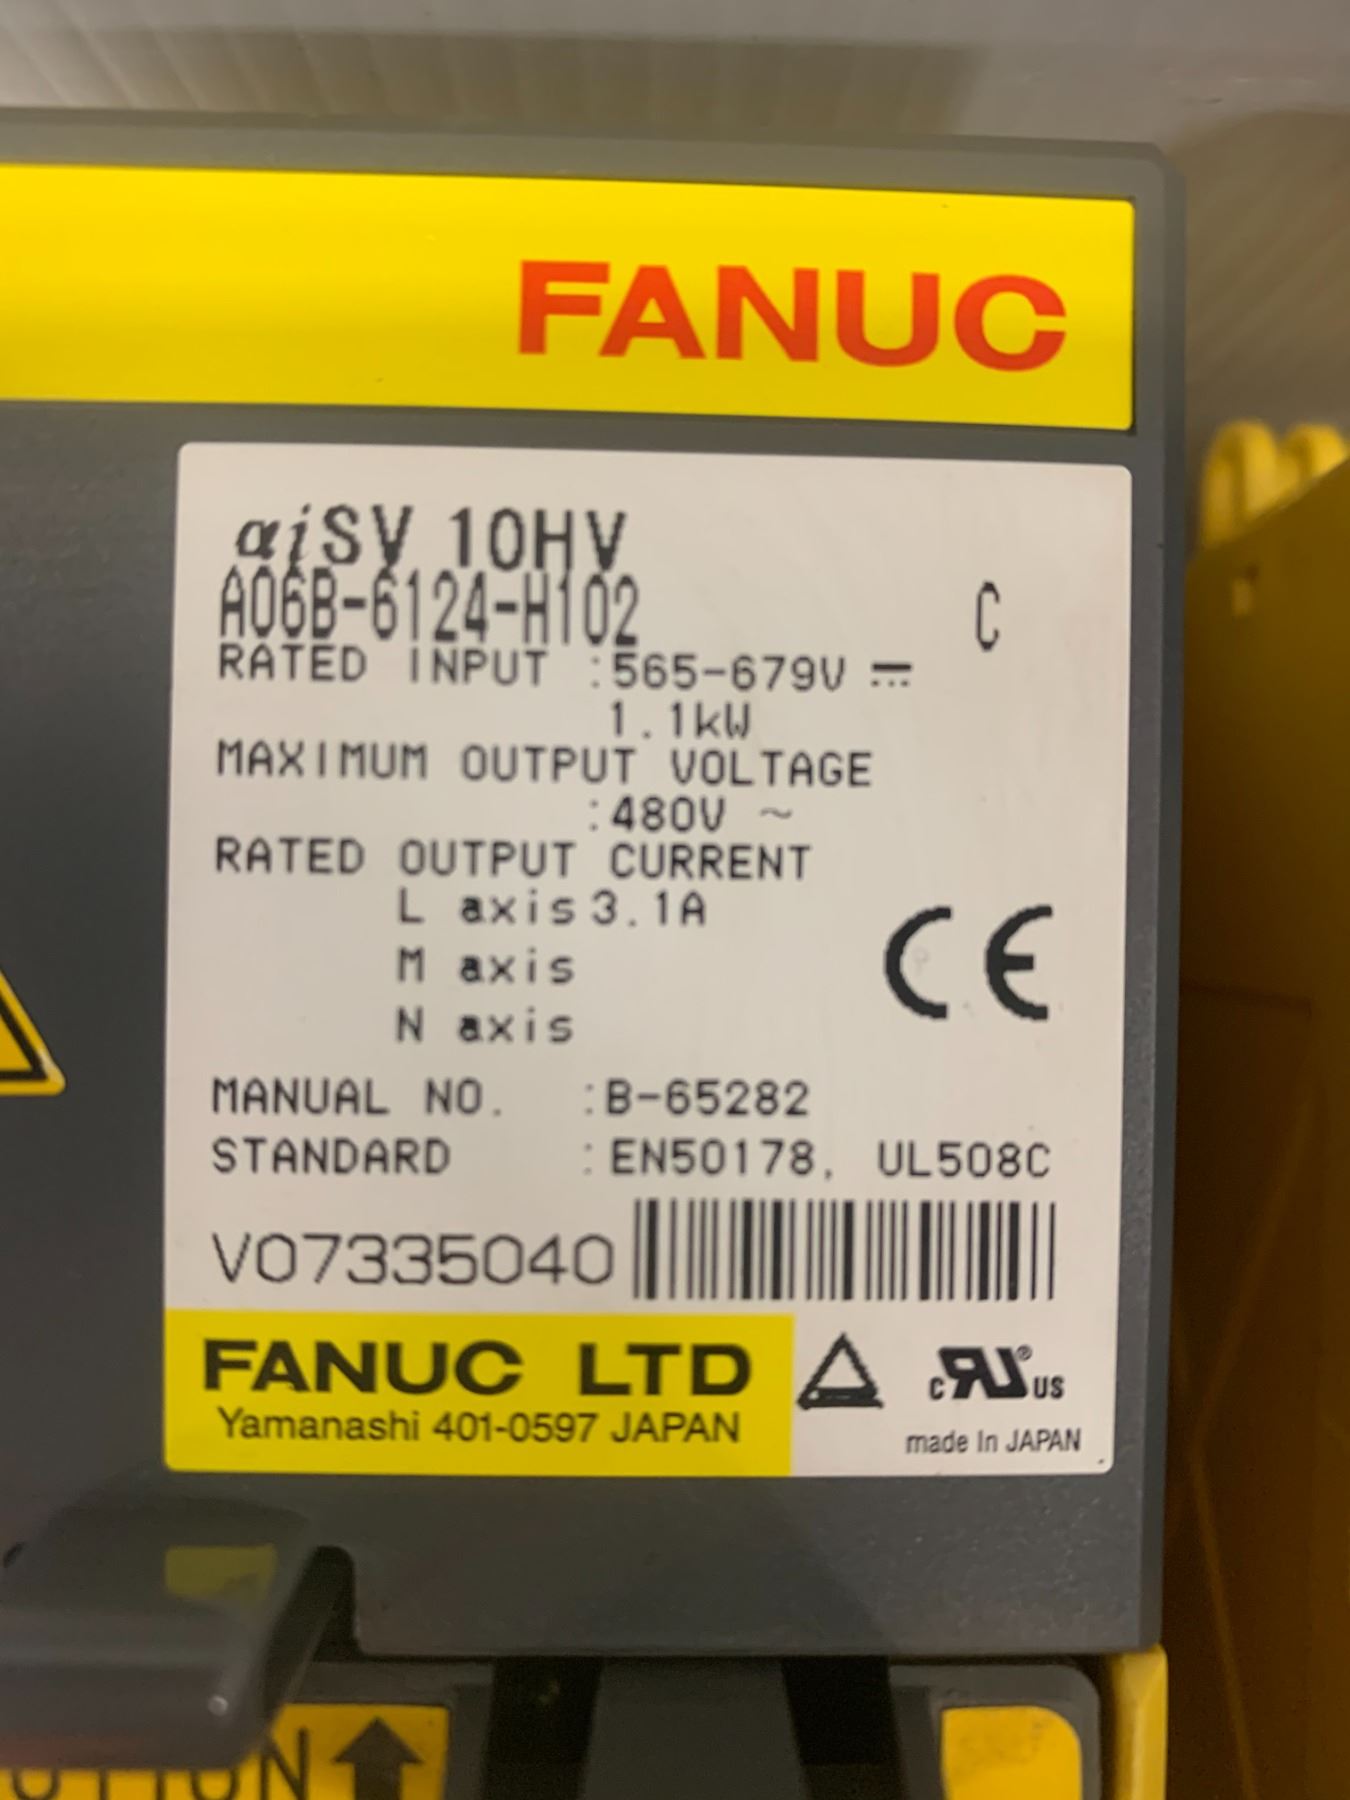 FANUC
αiSV 10HV
A06B-6124-H102 C
RATED INPUT :565-679V ⎓
1.1kW
MAXIMUM OUTPUT VOLTAGE
:480V ~
RATED OUTPUT CURRENT
L axis 3.1A
M axis
N axis
CE
MANUAL NO. :B-65282
STANDARD :EN50178, UL508C
V07335040
FANUC LTD
Yamanashi 401-0597 JAPAN
c RU ® US
made In JAPAN